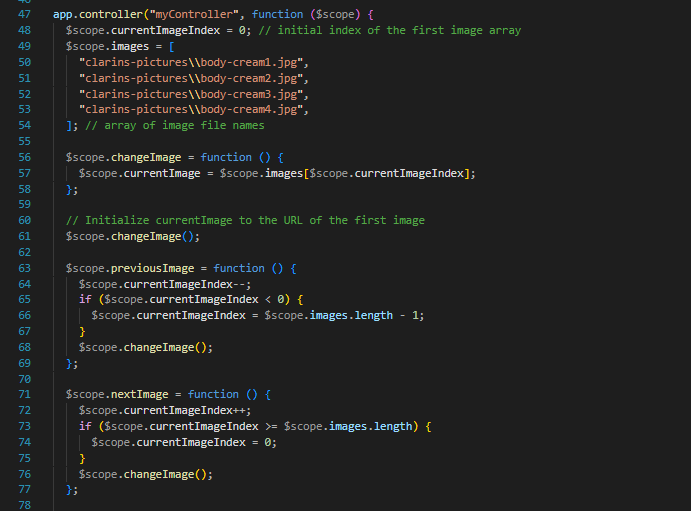 47 app.controller("myController", function ($scope) {
48 $scope.currentImageIndex = 0; // initial index of the first image array
49 $scope.images = [
50 "clarins-pictures\\body-cream1.jpg",
51 "clarins-pictures\\body-cream2.jpg",
52 "clarins-pictures\\body-cream3.jpg",
53 "clarins-pictures\\body-cream4.jpg",
54 ]; // array of image file names
55
56 $scope.changeImage = function () {
57 $scope.currentImage = $scope.images[$scope.currentImageIndex];
58 };
59
60 // Initialize currentImage to the URL of the first image
61 $scope.changeImage();
62
63 $scope.previousImage = function () {
64 $scope.currentImageIndex--;
65 if ($scope.currentImageIndex < 0) {
66 $scope.currentImageIndex = $scope.images.length - 1;
67 }
68 $scope.changeImage();
69 };
70
71 $scope.nextImage = function () {
72 $scope.currentImageIndex++;
73 if ($scope.currentImageIndex >= $scope.images.length) {
74 $scope.currentImageIndex = 0;
75 }
76 $scope.changeImage();
77 };
78